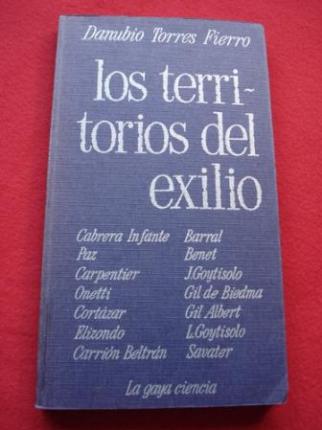 Danubio Torres Fierro
los terri-
torios del
exilio
Cabrera Infante Barral
Paz Benet
Carpentier J.Goytisolo
Onetti Gil de Biedma
Cortázar Gil Albert
Elizondo L.Goytisolo
Carrión Beltrán Savater
La gaya ciencia